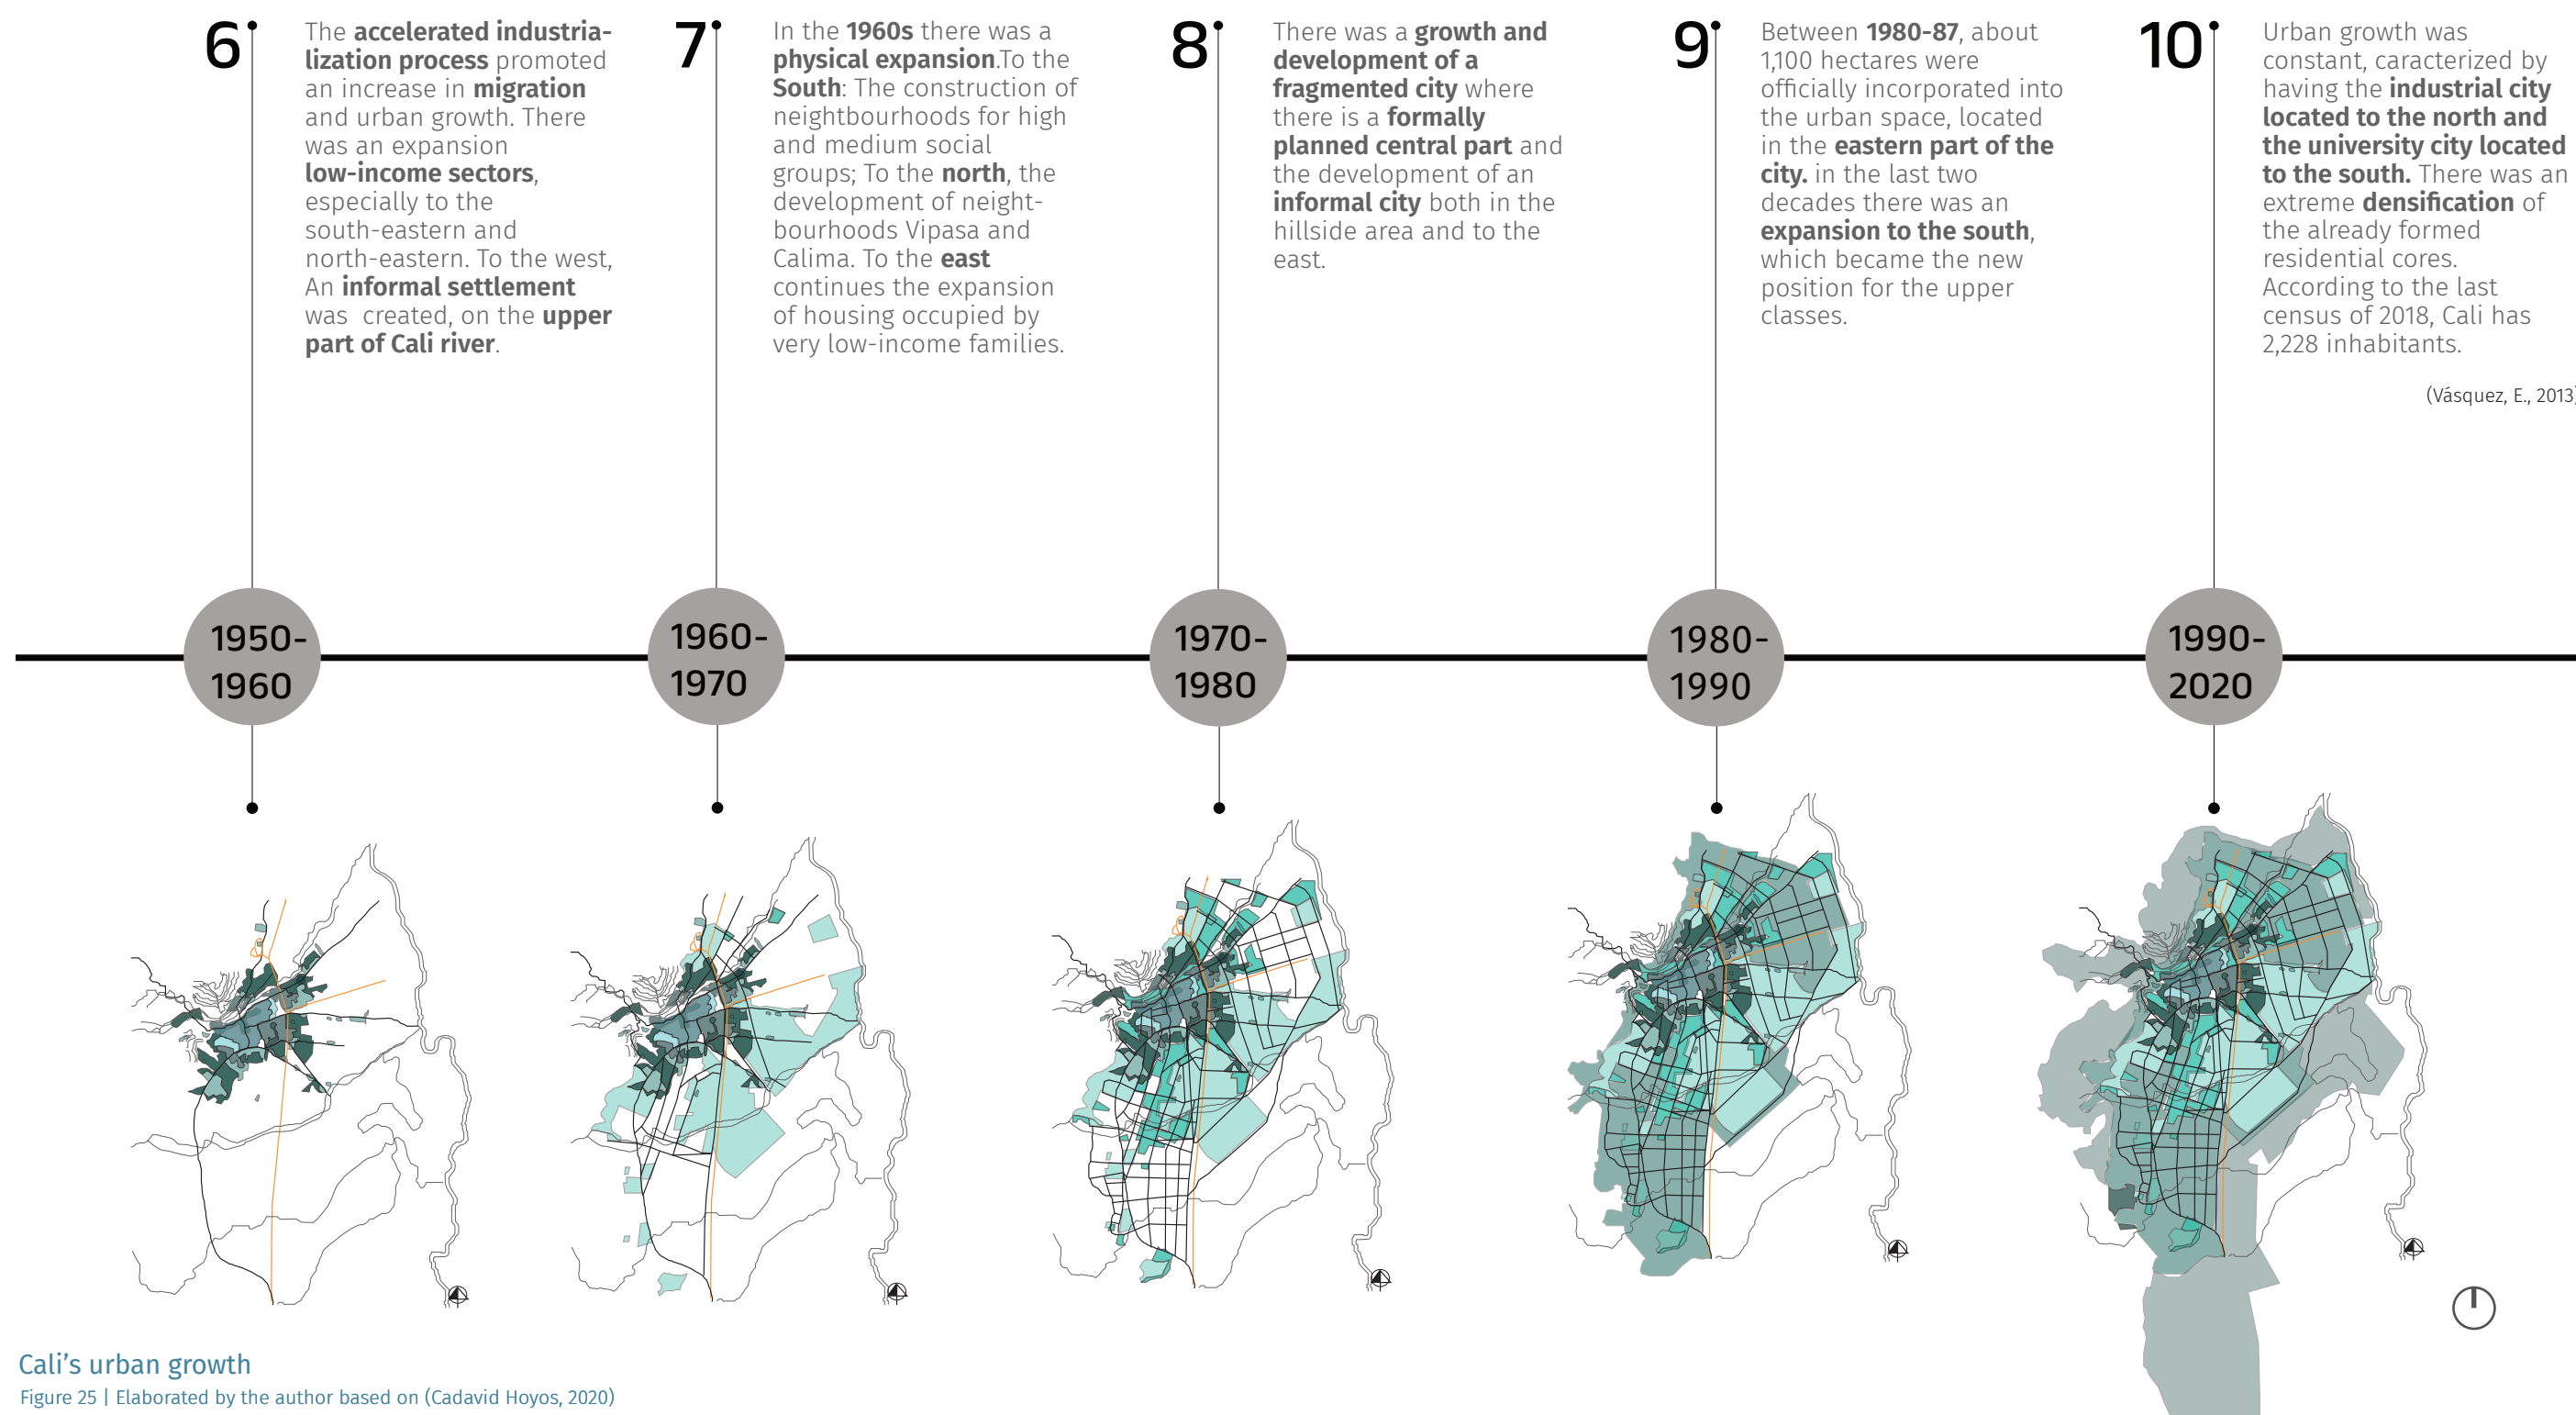 6
The accelerated industria-
lization process promoted
an increase in migration
and urban growth. There
was an expansion
low-income sectors,
especially to the
south-eastern and
north-eastern. To the west,
An informal settlement
was  created, on the upper
part of Cali river.
7
In the 1960s there was a
physical expansion.To the
South: The construction of
neightbourhoods for high
and medium social
groups; To the north, the
development of neight-
bourhoods Vipasa and
Calima. To the east
continues the expansion
of housing occupied by
very low-income families.
8
There was a growth and
development of a
fragmented city where
there is a formally
planned central part and
the development of an
informal city both in the
hillside area and to the
east.
9
Between 1980-87, about
1,100 hectares were
officially incorporated into
the urban space, located
in the eastern part of the
city. in the last two
decades there was an
expansion to the south,
which became the new
position for the upper
classes.
10
Urban growth was
constant, caracterized by
having the industrial city
located to the north and
the university city located
to the south. There was an
extreme densification of
the already formed
residential cores.
According to the last
census of 2018, Cali has
2,228 inhabitants.
(Vásquez, E., 2013)
1950-
1960
1960-
1970
1970-
1980
1980-
1990
1990-
2020
Cali's urban growth
Figure 25 | Elaborated by the author based on (Cadavid Hoyos, 2020)